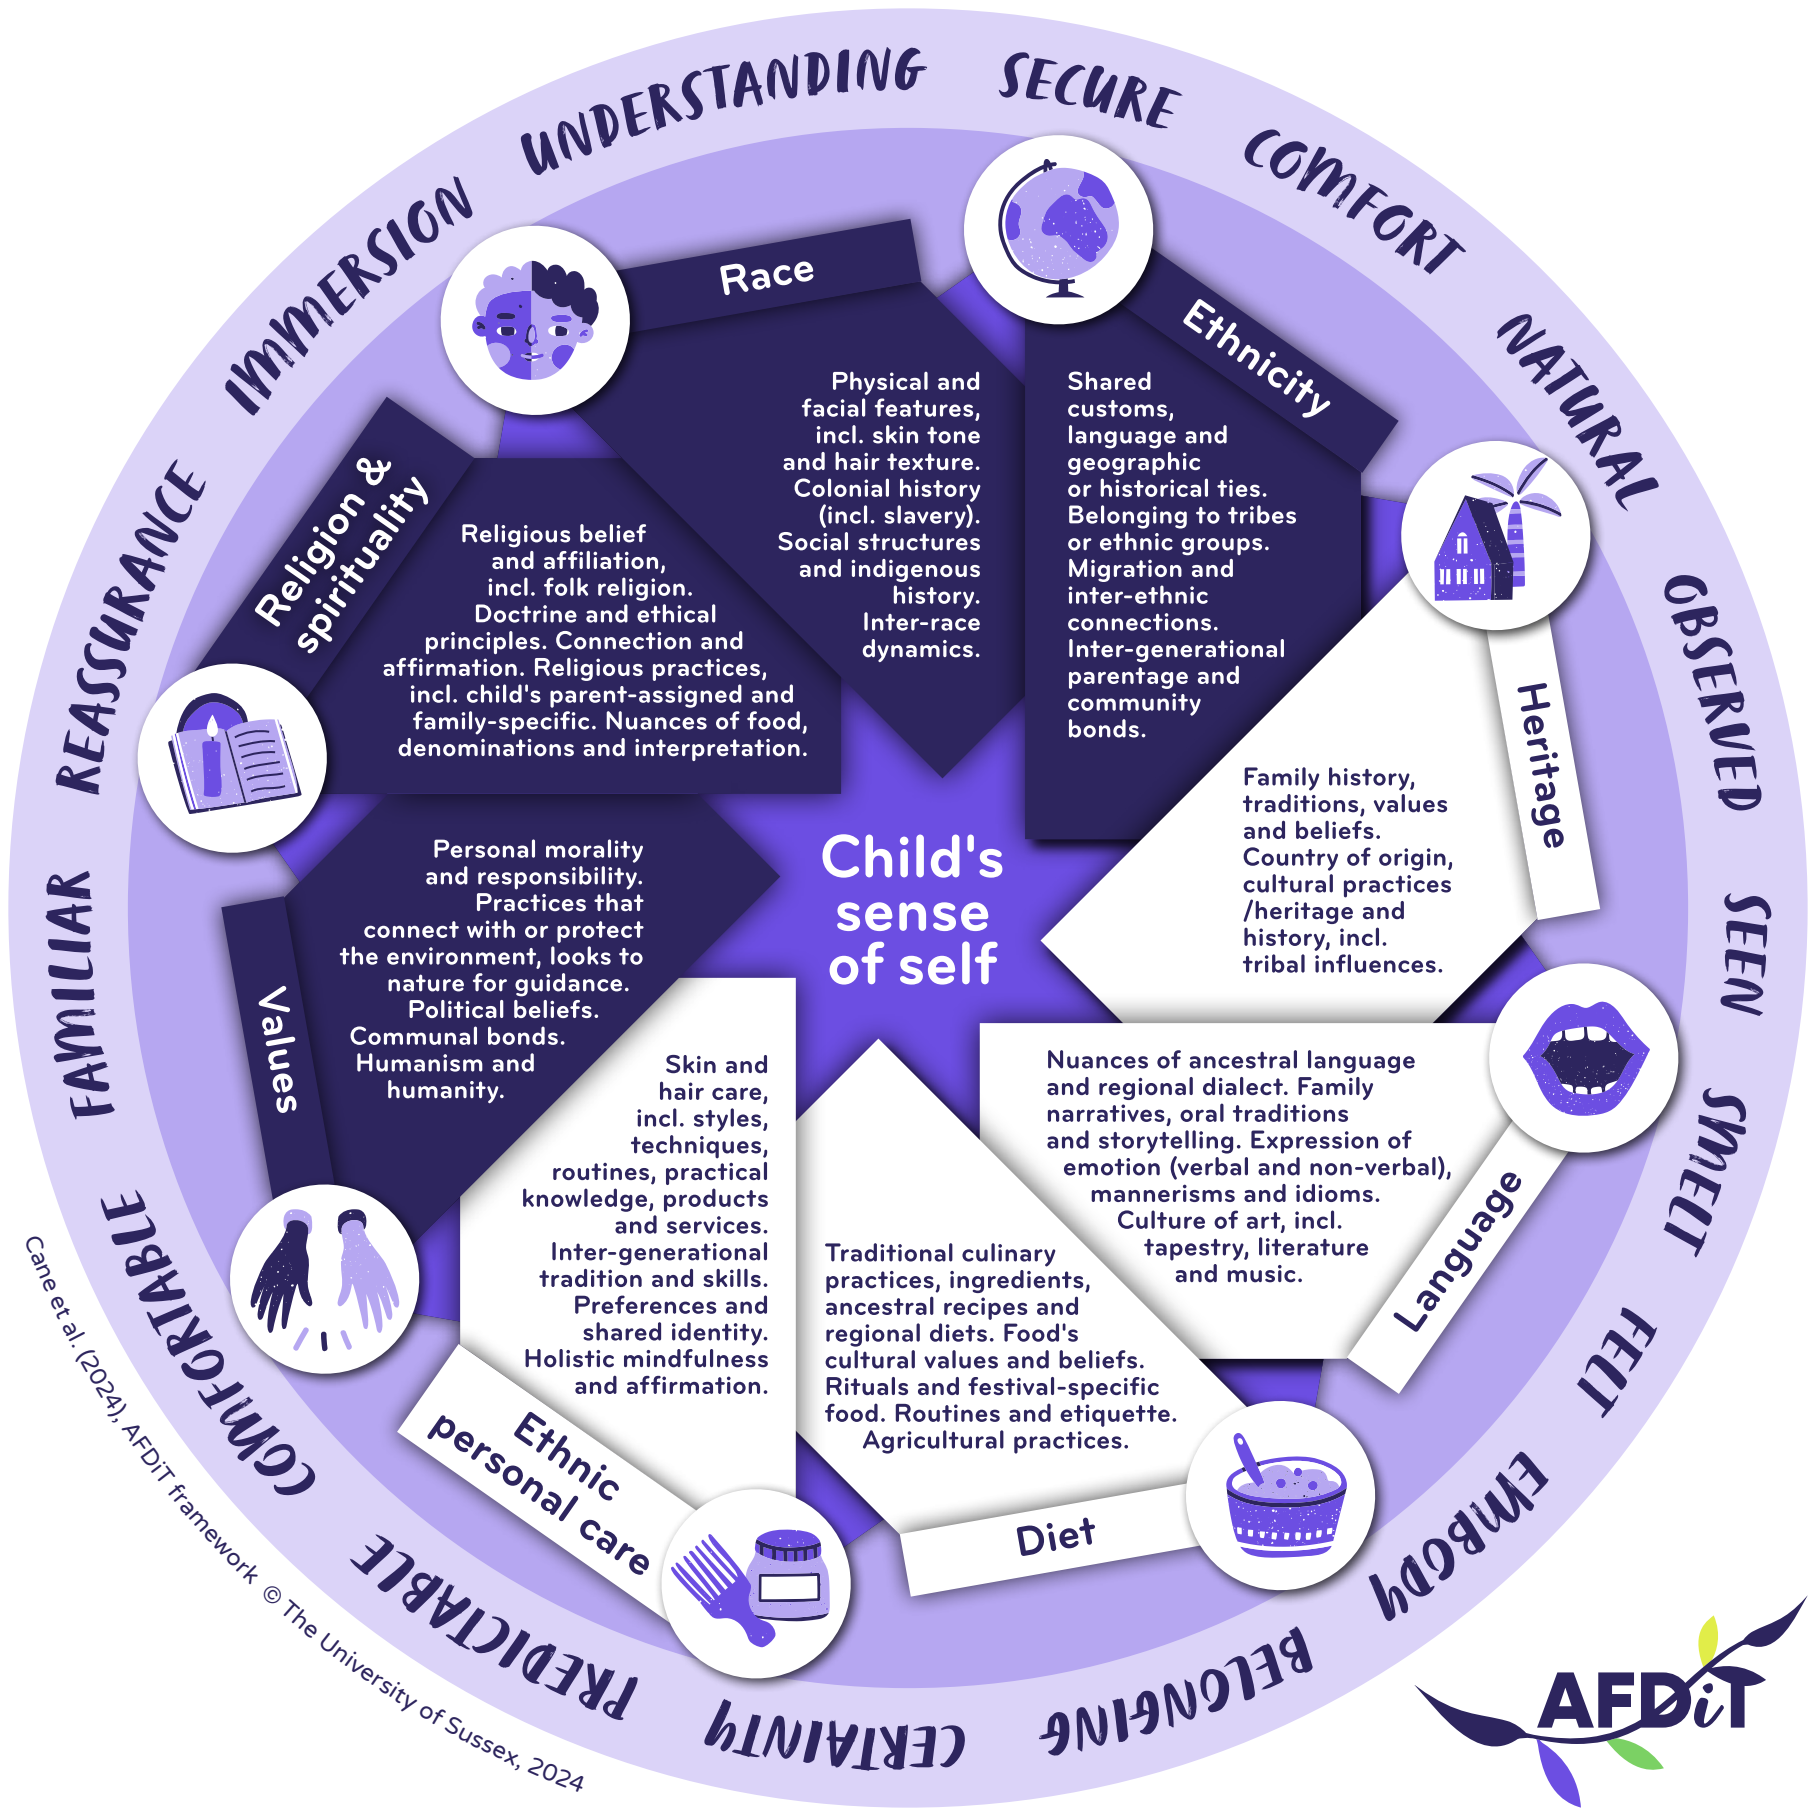 UNDERSTANDING
SECURE
COMFORT
NATURAL
OBSERVED
SEEN
SMELT
FELT
EMBODY
BELONGING
CERTAINTY
PREDICTABLE
COMFORTABLE
FAMILIAR
REASSURANCE
IMMERSION
Child's
sense
of self
Race
Physical and
facial features,
incl. skin tone
and hair texture.
Colonial history
(incl. slavery).
Social structures
and indigenous
history.
Inter-race
dynamics.
Ethnicity
Shared
customs,
language and
geographic
or historical ties.
Belonging to tribes
or ethnic groups.
Migration and
inter-ethnic
connections.
Inter-generational
parentage and
community
bonds.
Heritage
Family history,
traditions, values
and beliefs.
Country of origin,
cultural practices
/heritage and
history, incl.
tribal influences.
Language
Nuances of ancestral language
and regional dialect. Family
narratives, oral traditions
and storytelling. Expression of
emotion (verbal and non-verbal),
mannerisms and idioms.
Culture of art, incl.
tapestry, literature
and music.
Diet
Traditional culinary
practices, ingredients,
ancestral recipes and
regional diets. Food's
cultural values and beliefs.
Rituals and festival-specific
food. Routines and etiquette.
Agricultural practices.
Ethnic
personal care
Skin and
hair care,
incl. styles,
techniques,
routines, practical
knowledge, products
and services.
Inter-generational
tradition and skills.
Preferences and
shared identity.
Holistic mindfulness
and affirmation.
Values
Personal morality
and responsibility.
Practices that
connect with or protect
the environment, looks to
nature for guidance.
Political beliefs.
Communal bonds.
Humanism and
humanity.
Religion &
spirituality
Religious belief
and affiliation,
incl. folk religion.
Doctrine and ethical
principles. Connection and
affirmation. Religious practices,
incl. child's parent-assigned and
family-specific. Nuances of food,
denominations and interpretation.
Cane et al. (2024), AFDiT framework © The University of Sussex, 2024
AFDiT